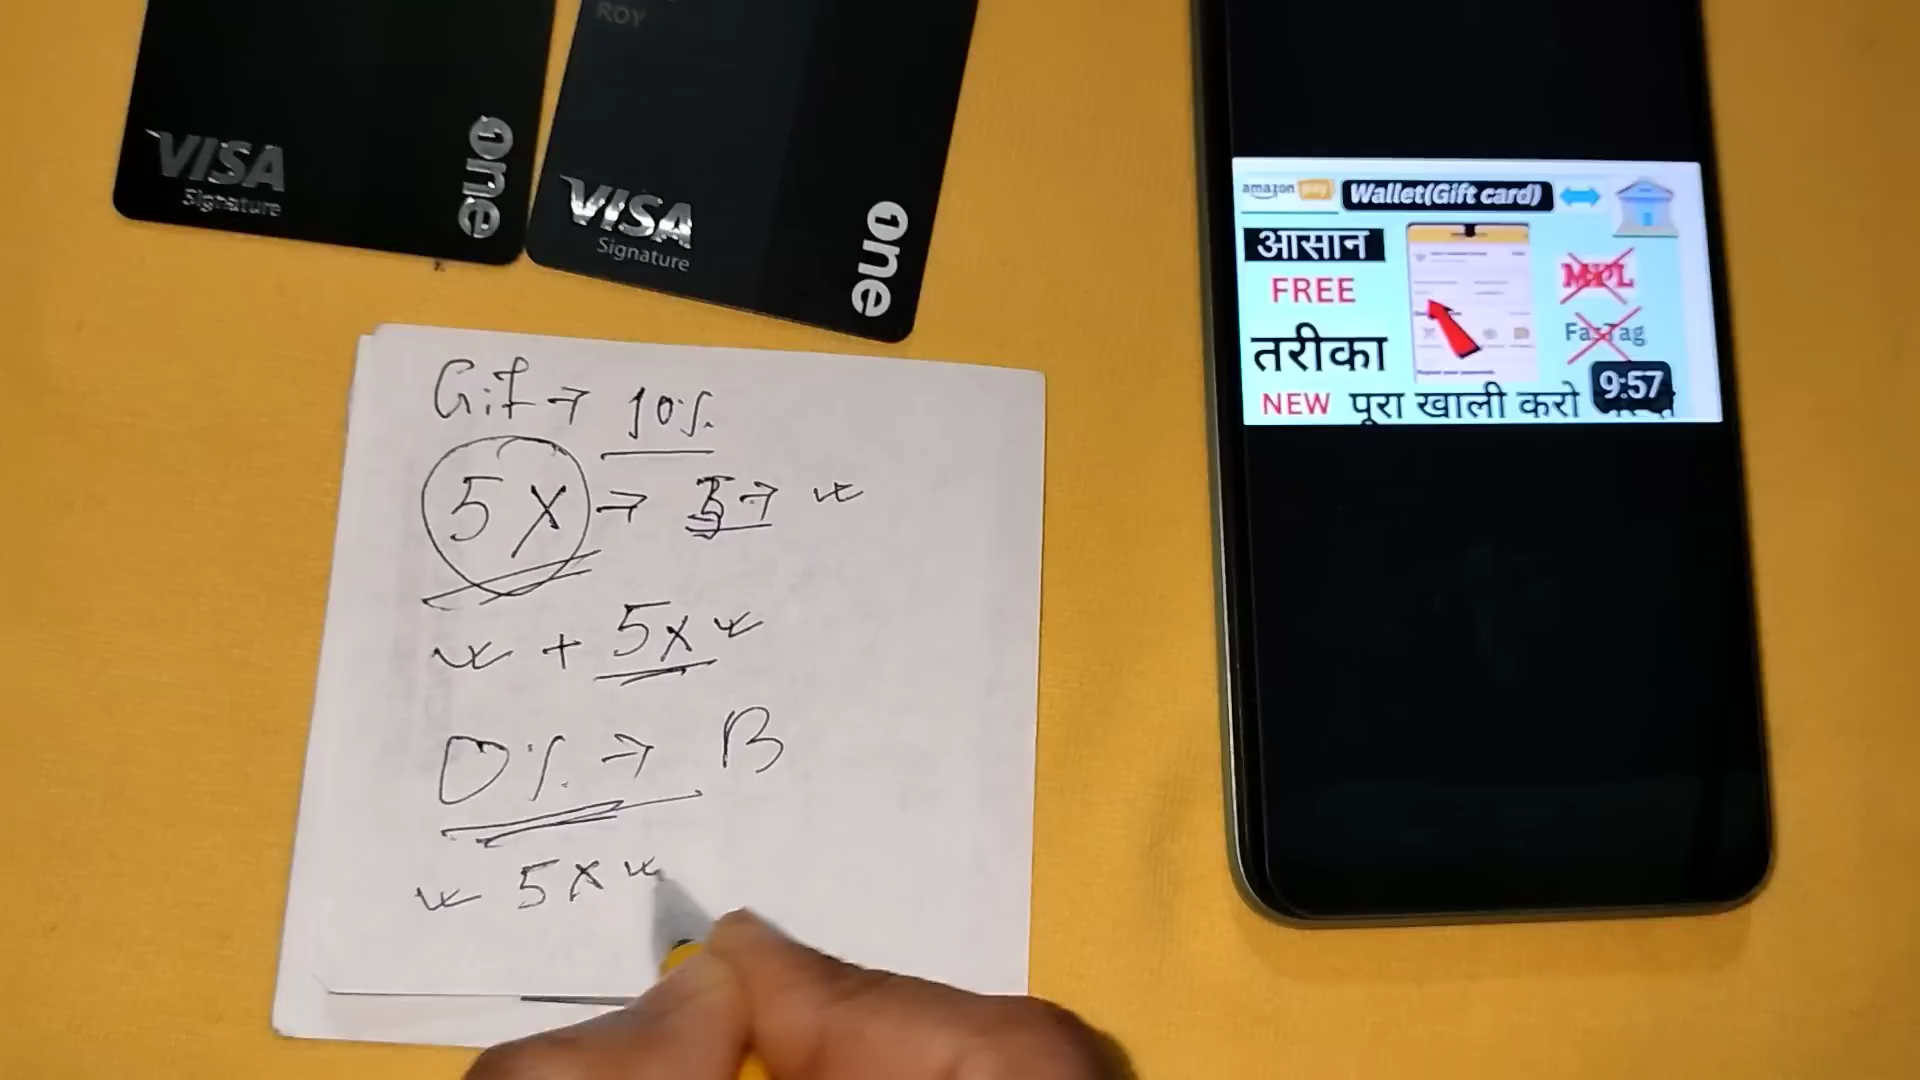 ROY
VISA
Signature
one
VISA
Signature
one
Gift → 10%
5X → 5 →
+ 5x
0% → B
5x
amazon pay Wallet(Gift card)
आसान
FREE
तरीका
NEW पूरा खाली करो
MPL
FasTag
9:57